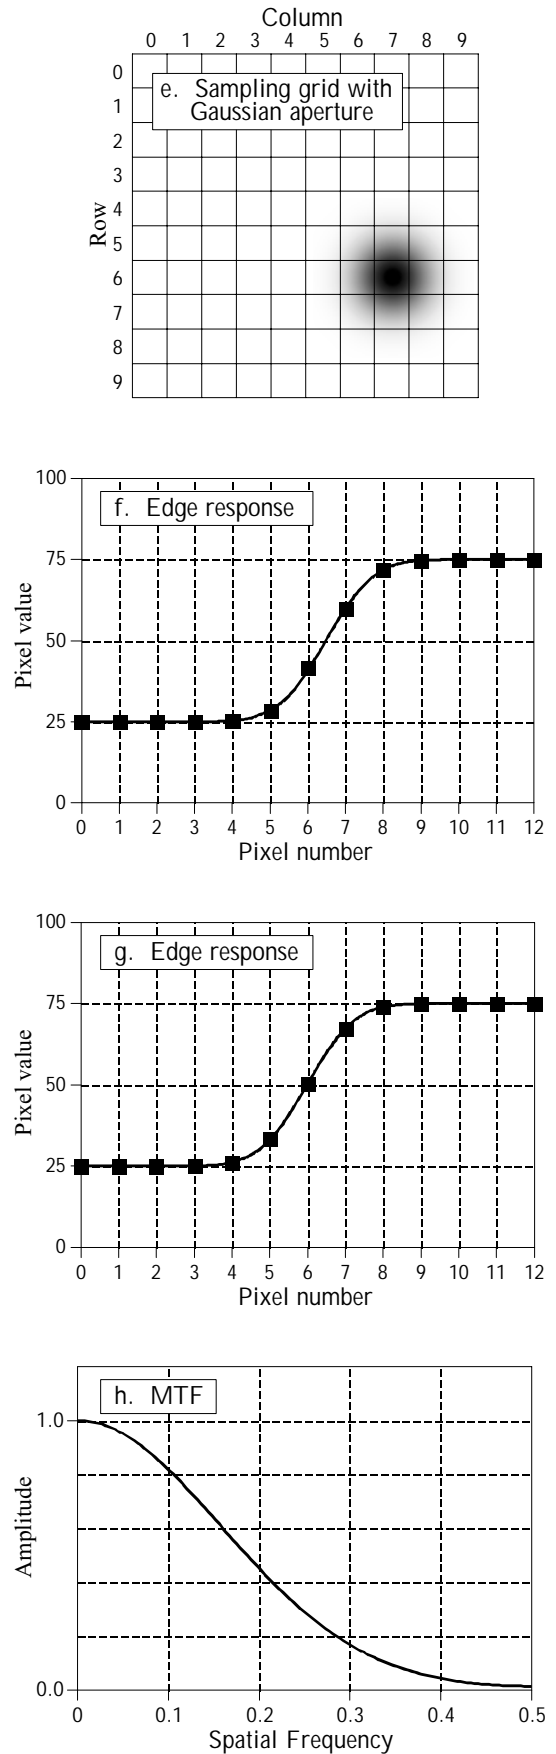 Column
0 1 2 3 4 5 6 7 8 9
e. Sampling grid with
Gaussian aperture
Row
0
1
2
3
4
5
6
7
8
9
f. Edge response
Pixel value
100
75
50
25
0
0 1 2 3 4 5 6 7 8 9 10 11 12
Pixel number
g. Edge response
Pixel value
100
75
50
25
0
0 1 2 3 4 5 6 7 8 9 10 11 12
Pixel number
h. MTF
Amplitude
1.0
0.0
0 0.1 0.2 0.3 0.4 0.5
Spatial Frequency